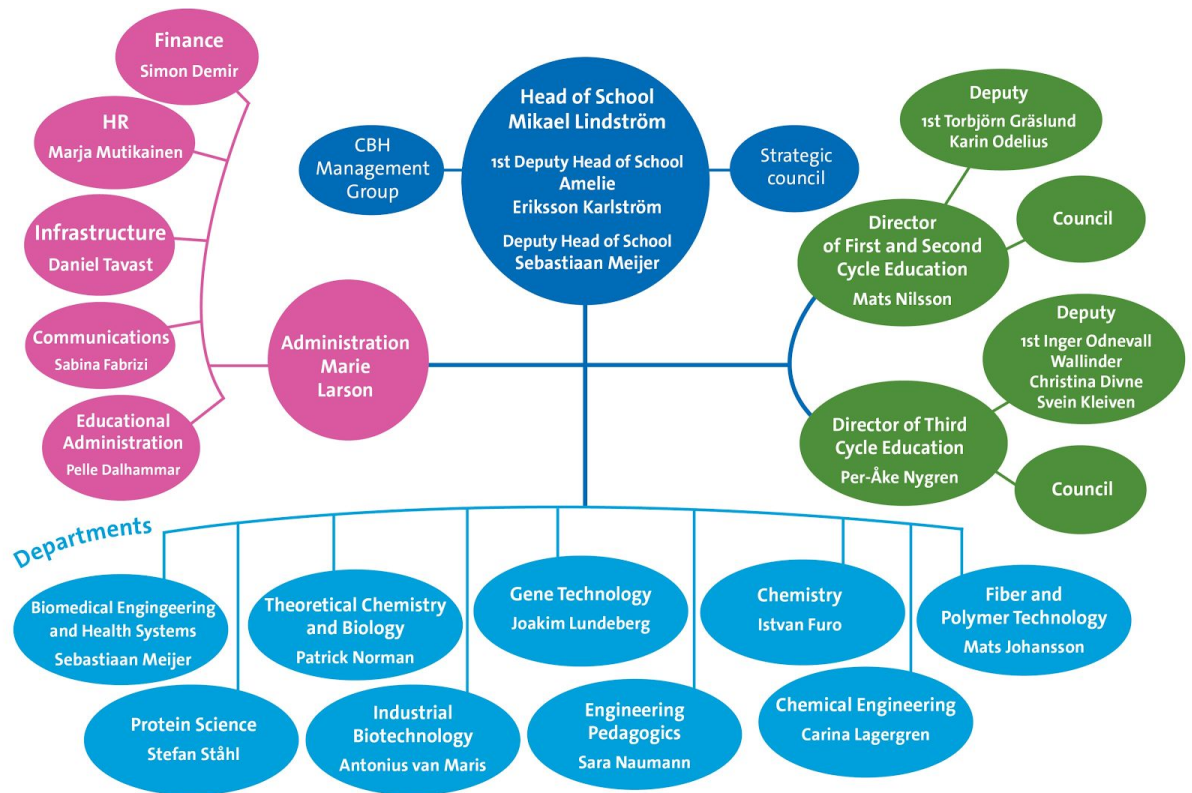 Finance
Simon Demir
HR
Marja Mutikainen
Infrastructure
Daniel Tavast
Communications
Sabina Fabrizi
Educational
Administration
Pelle Dalhammar
Administration
Marie
Larson
CBH
Management
Group
Head of School
Mikael Lindström
1st Deputy Head of School
Amelie
Eriksson Karlström
Deputy Head of School
Sebastiaan Meijer
Strategic
council
Deputy
1st Torbjörn Gräslund
Karin Odelius
Director
of First and Second
Cycle Education
Mats Nilsson
Council
Deputy
1st Inger Odnevall
Wallinder
Christina Divne
Svein Kleiven
Director of Third
Cycle Education
Per-Åke Nygren
Council
Departments
Biomedical Engingeering
and Health Systems
Sebastiaan Meijer
Theoretical Chemistry
and Biology
Patrick Norman
Gene Technology
Joakim Lundeberg
Chemistry
Istvan Furo
Fiber and
Polymer Technology
Mats Johansson
Protein Science
Stefan Ståhl
Industrial
Biotechnology
Antonius van Maris
Engineering
Pedagogics
Sara Naumann
Chemical Engineering
Carina Lagergren